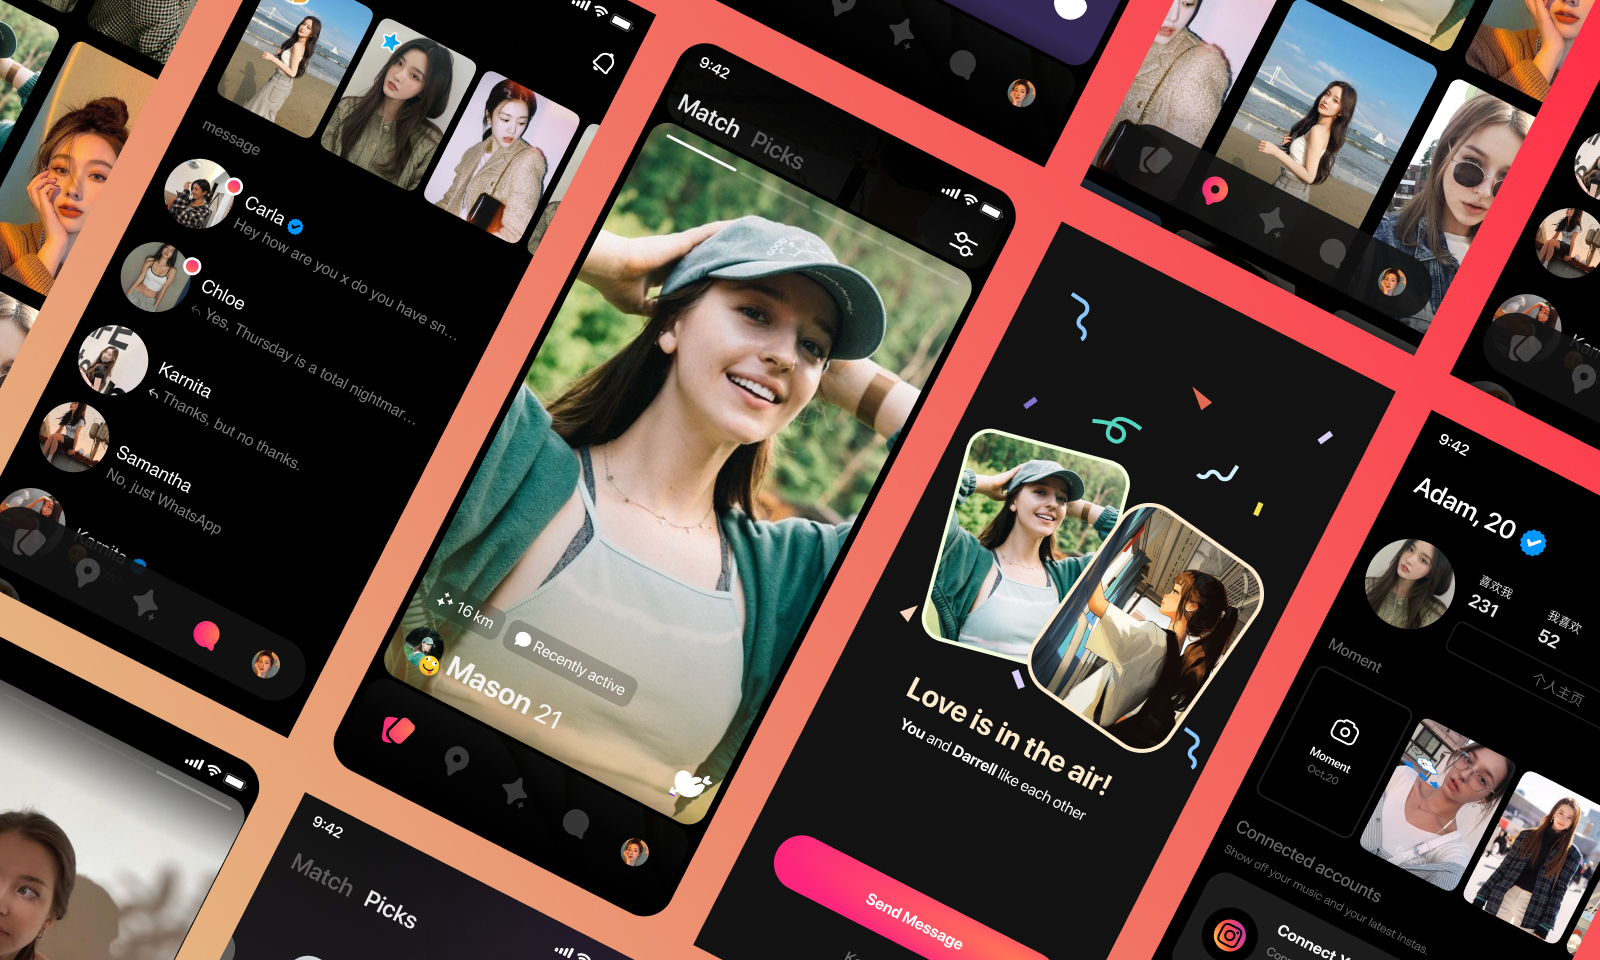 message
Carla
Hey how are you x do you have sn...
Chloe
Yes, Thursday is a total nightmar...
Karnita
Thanks, but no thanks.
Samantha
No, just WhatsApp
Karnita
9:42
Match Picks
16 km
Recently active
Mason 21
9:42
Match Picks
Love is in the air!
You and Darrell like each other
Send Message
9:42
Adam, 20
喜欢我
231
我喜欢
52
个人主页
Moment
Moment
Oct,20
Connected accounts
Show off your music and your latest Instas.